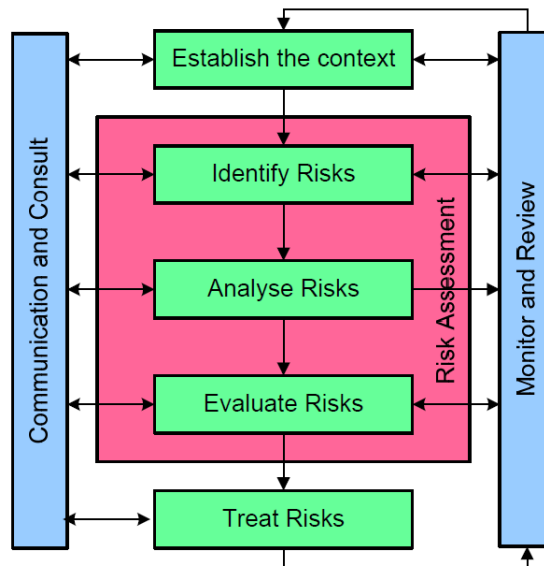 Establish the context
Communication and Consult
Identify Risks
Analyse Risks
Evaluate Risks
Risk Assessment
Monitor and Review
Treat Risks